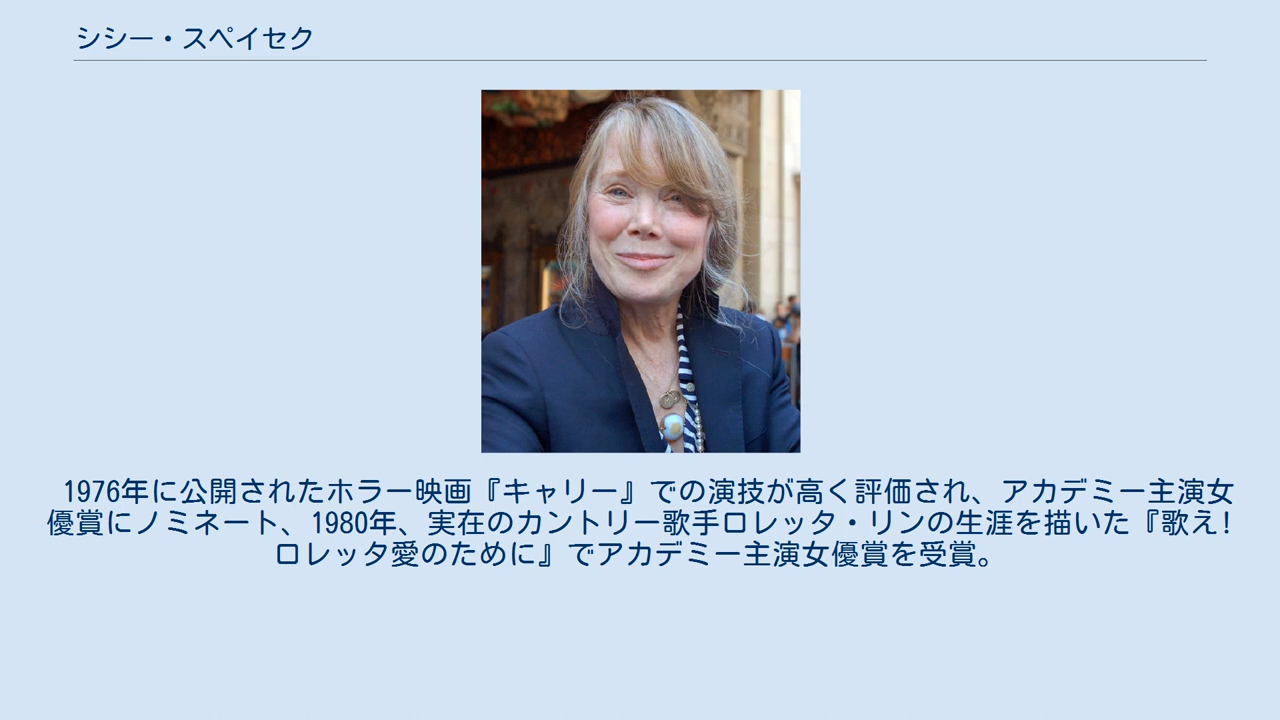 シシー・スペイセク
1976年に公開されたホラー映画『キャリー』での演技が高く評価され、アカデミー主演女
優賞にノミネート、1980年、実在のカントリー歌手ロレッタ・リンの生涯を描いた『歌え!
ロレッタ愛のために』でアカデミー主演女優賞を受賞。